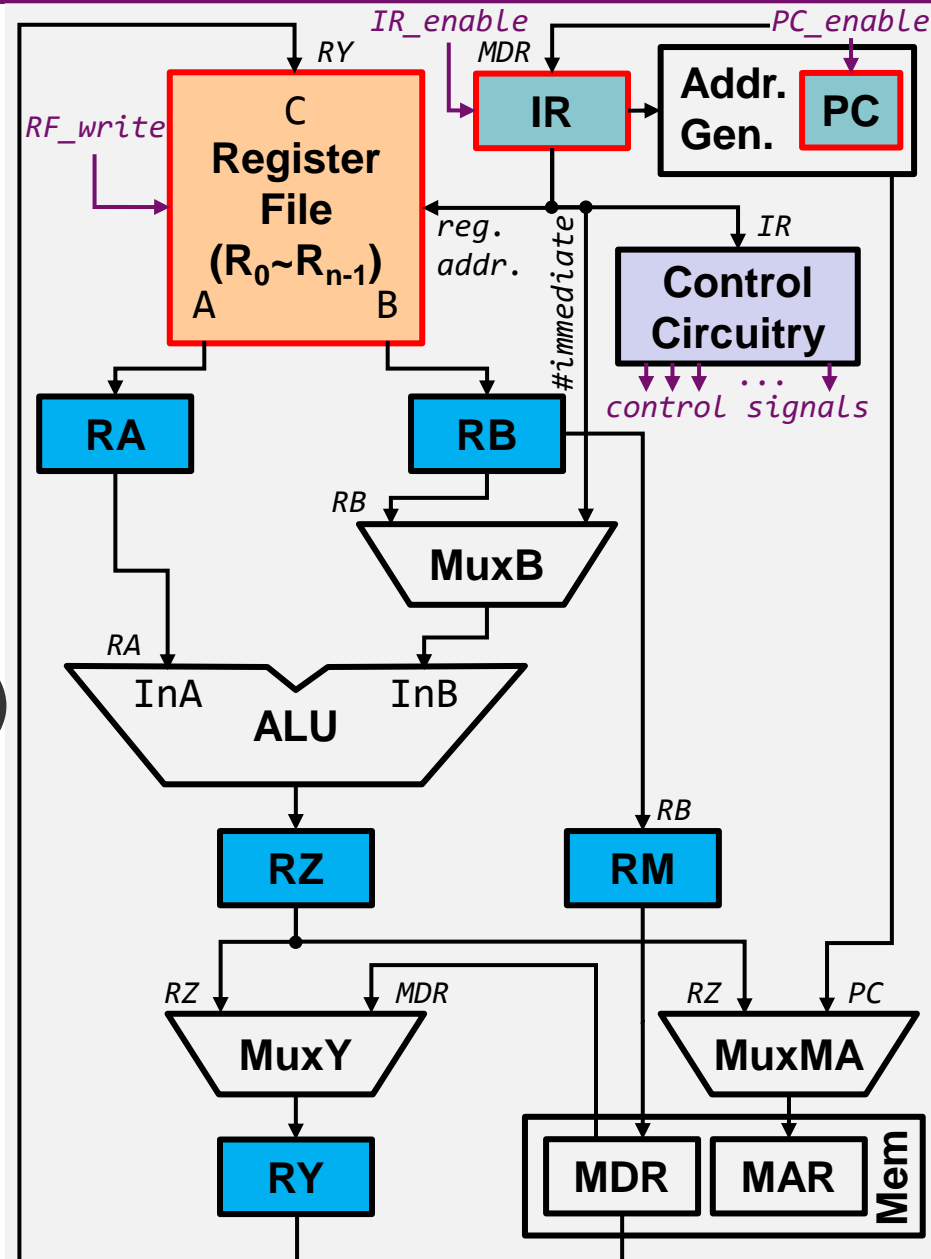 IR_enable
PC_enable
RY
MDR
C
Register
File
(R0~Rn-1)
A
B
RF_write
IR
Addr.
Gen.
PC
reg.
addr.
#immediate
IR
Control
Circuitry
...
control signals
RA
RB
RB
MuxB
RA
InA
InB
ALU
RB
RZ
RM
RZ
MDR
RZ
PC
MuxY
MuxMA
RY
MDR
MAR
Mem